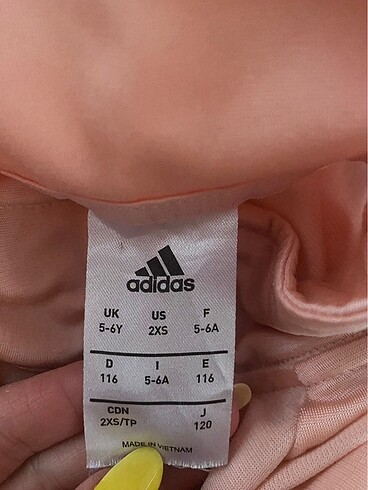 adidas
UK US F
5-6Y 2XS 5-6A
D I E
116 5-6A 116
CDN J
2XS/TP 120
MADE IN VIETNAM